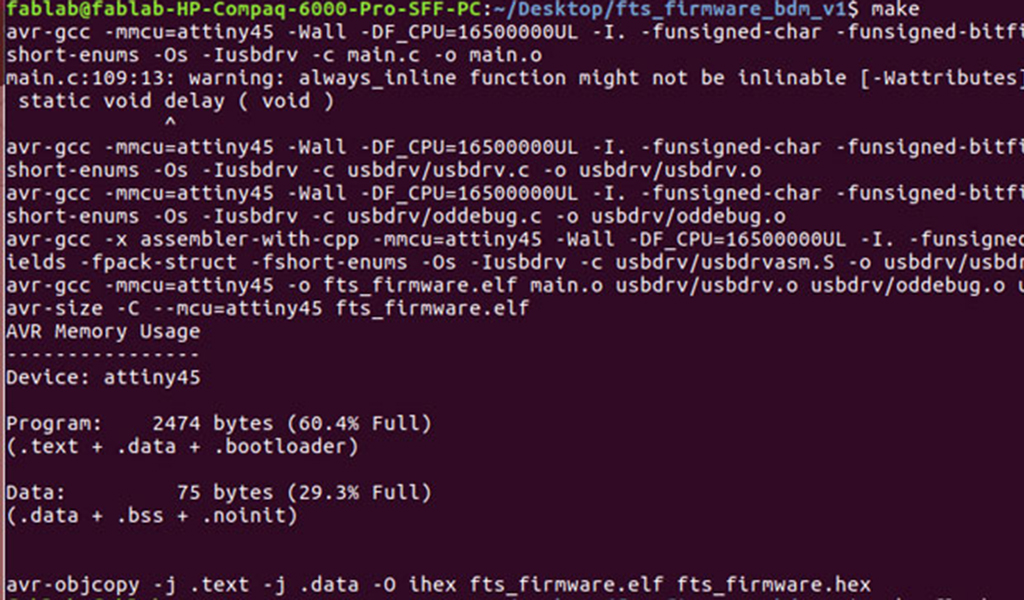 fablab@fablab-HP-Compaq-6000-Pro-SFF-PC:~/Desktop/fts_firmware_bdm_v1$ make
avr-gcc -mmcu=attiny45 -Wall -DF_CPU=16500000UL -I. -funsigned-char -funsigned-bitfi
short-enums -Os -Iusbdrv -c main.c -o main.o
main.c:109:13: warning: always_inline function might not be inlinable [-Wattributes]
 static void delay ( void )
             ^
avr-gcc -mmcu=attiny45 -Wall -DF_CPU=16500000UL -I. -funsigned-char -funsigned-bitfi
short-enums -Os -Iusbdrv -c usbdrv/usbdrv.c -o usbdrv/usbdrv.o
avr-gcc -mmcu=attiny45 -Wall -DF_CPU=16500000UL -I. -funsigned-char -funsigned-bitfi
short-enums -Os -Iusbdrv -c usbdrv/oddebug.c -o usbdrv/oddebug.o
avr-gcc -x assembler-with-cpp -mmcu=attiny45 -Wall -DF_CPU=16500000UL -I. -funsigned
ields -fpack-struct -fshort-enums -Os -Iusbdrv -c usbdrv/usbdrvasm.S -o usbdrv/usbdr
avr-gcc -mmcu=attiny45 -o fts_firmware.elf main.o usbdrv/usbdrv.o usbdrv/oddebug.o u
avr-size -C --mcu=attiny45 fts_firmware.elf
AVR Memory Usage
----------------
Device: attiny45

Program:    2474 bytes (60.4% Full)
(.text + .data + .bootloader)

Data:         75 bytes (29.3% Full)
(.data + .bss + .noinit)


avr-objcopy -j .text -j .data -O ihex fts_firmware.elf fts_firmware.hex